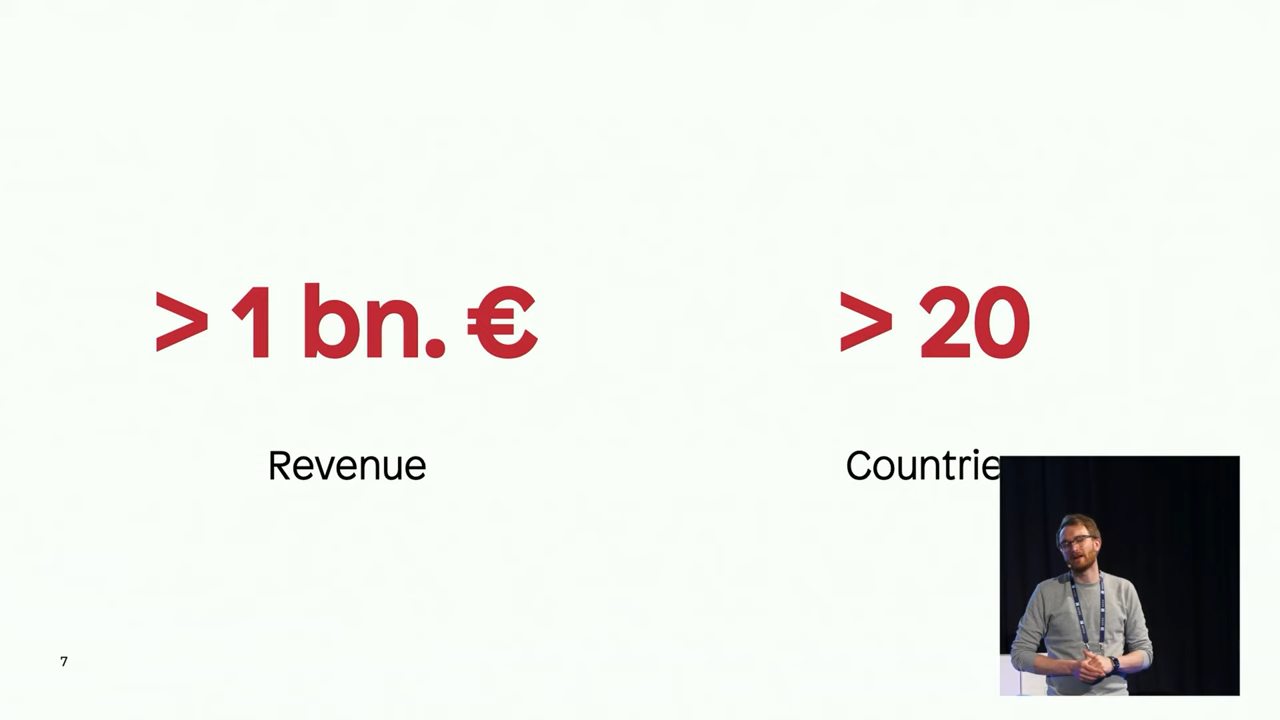 > 1 bn. €
> 20
Revenue
Countrie
7